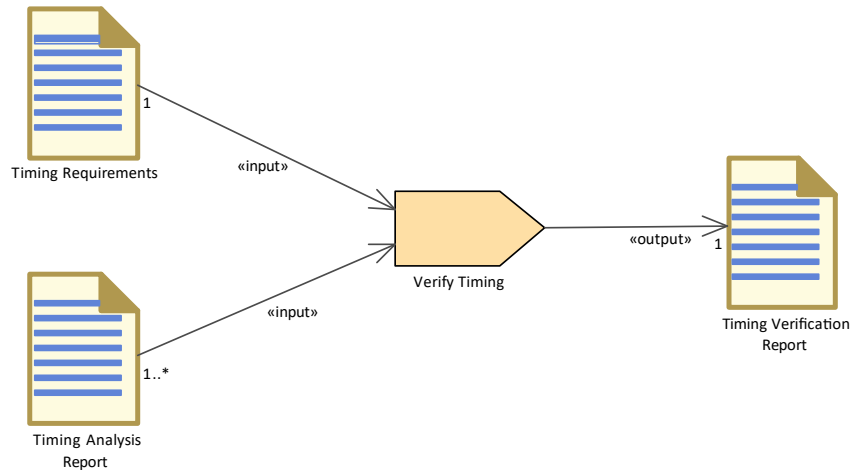 1
Timing Requirements
«input»
Verify Timing
«input»
1..*
Timing Analysis
Report
«output»
1
Timing Verification
Report